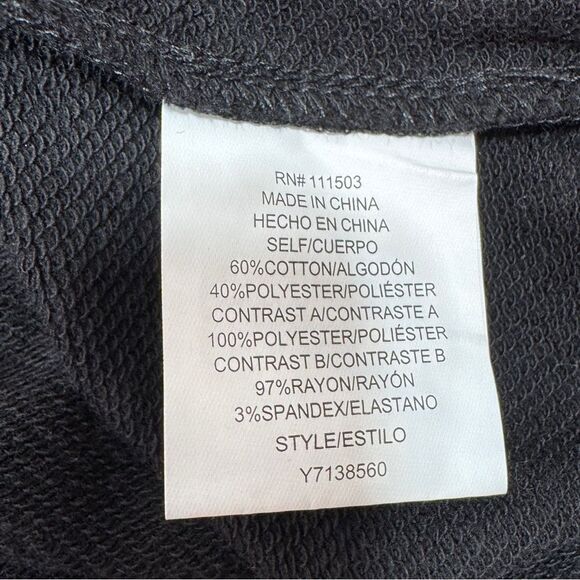 RN# 111503
MADE IN CHINA
HECHO EN CHINA
SELF/CUERPO
60%COTTON/ALGODÓN
40%POLYESTER/POLIÉSTER
CONTRAST A/CONTRASTE A
100%POLYESTER/POLIÉSTER
CONTRAST B/CONTRASTE B
97%RAYON/RAYÓN
3%SPANDEX/ELASTANO
STYLE/ESTILO
Y7138560